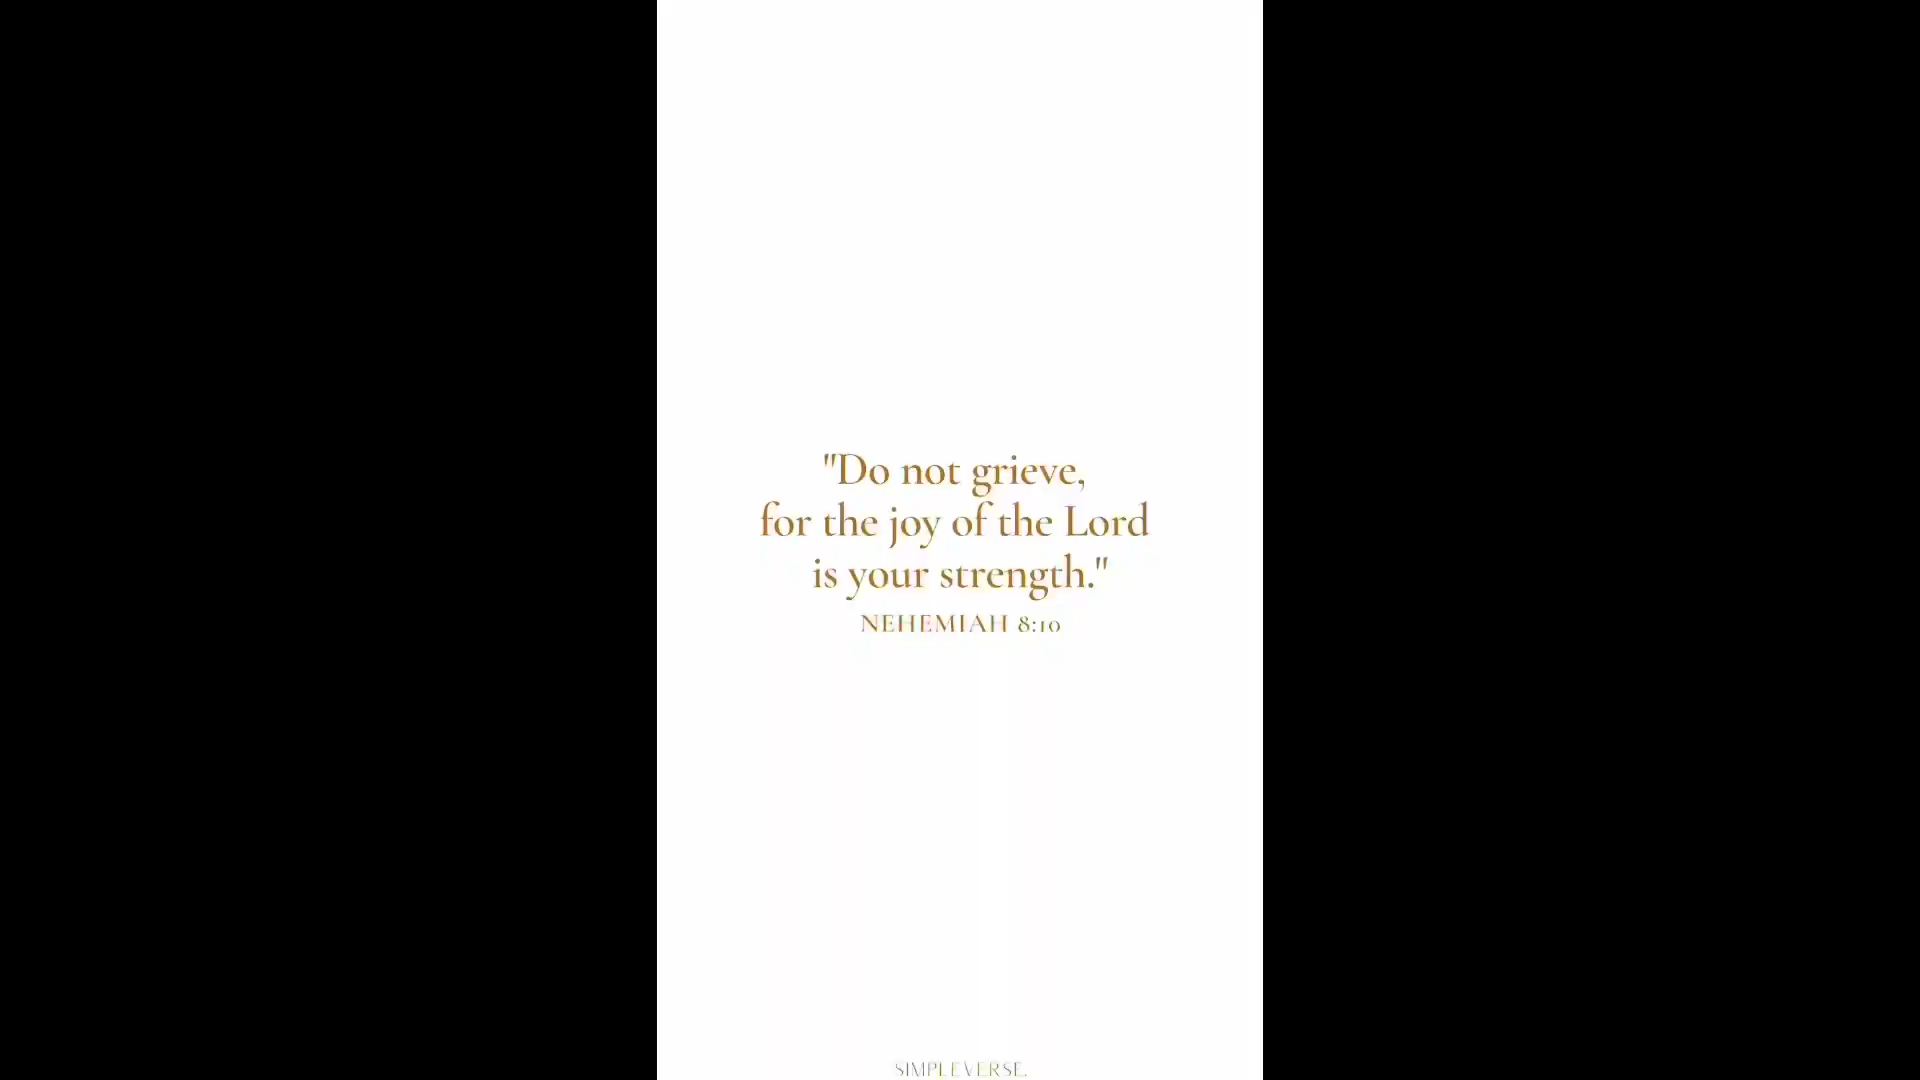 "Do not grieve,
for the joy of the Lord
is your strength."
NEHEMIAH 8:10
SIMPLEVERSE.